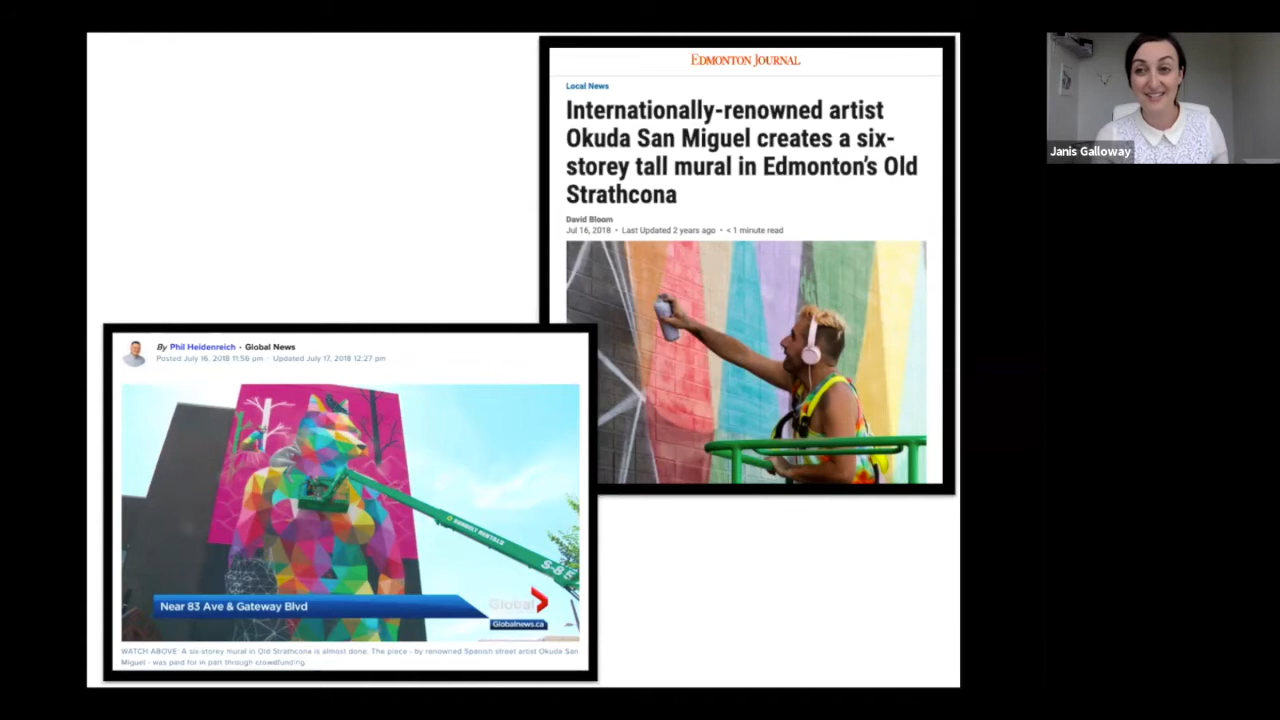 EDMONTON JOURNAL
Local News
Internationally-renowned artist
Okuda San Miguel creates a six-
storey tall mural in Edmonton's Old
Strathcona
David Bloom
Jul 16, 2018 • Last Updated 2 years ago • < 1 minute read
By Phil Heidenreich • Global News
Posted July 16, 2018 11:56 pm Updated July 17, 2018 12:27 pm
SUNBELT RENTALS
S-85
Near 83 Ave & Gateway Blvd
Global
Globalnews.ca
WATCH ABOVE: A six-storey mural in Old Strathcona is almost done. The piece - by renowned Spanish street artist Okuda San
Miguel - was paid for in part through crowdfunding.
Janis Galloway